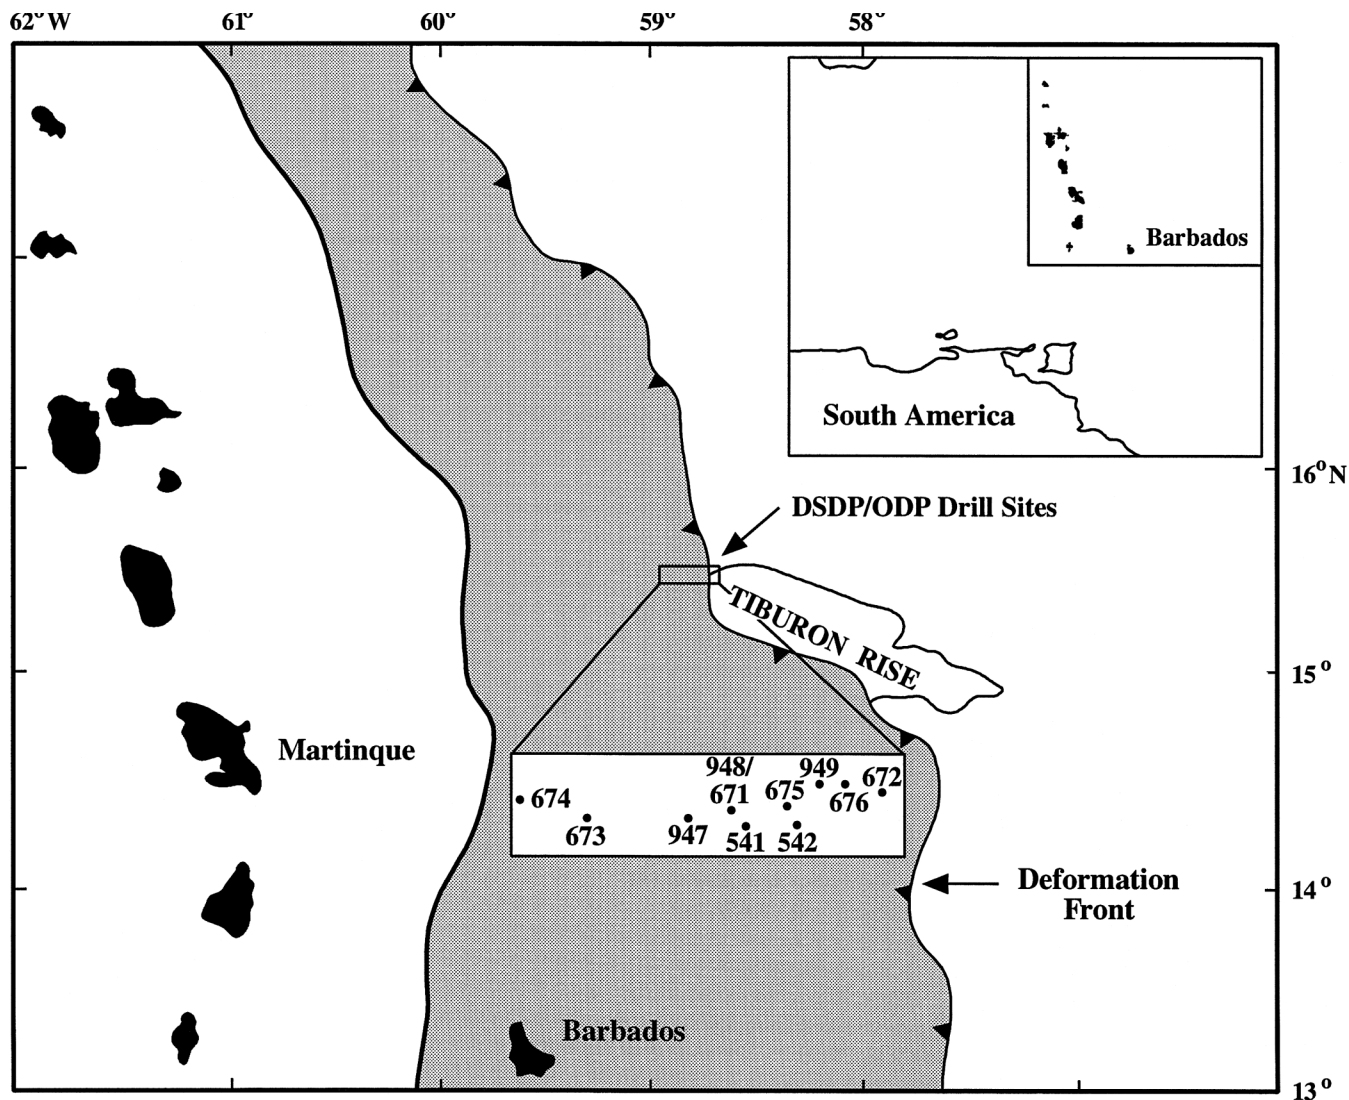 62° W
61°
60°
59°
58°
Barbados
South America
16° N
DSDP/ODP Drill Sites
TIBURON RISE
15°
Martinque
948/
949
672
674
671
675
676
673
947
541
542
14°
Deformation
Front
Barbados
13°